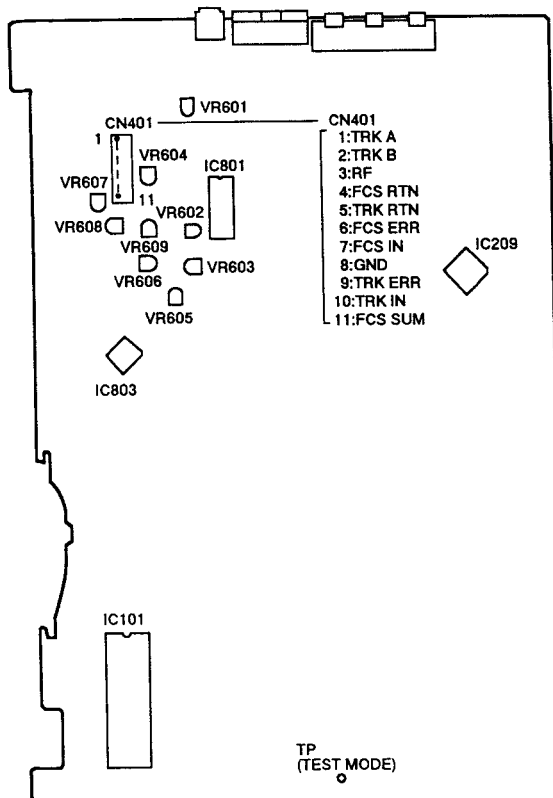 VR601
CN401
CN401
1
VR604
IC801
VR607
11
VR602
VR608
VR609
VR603
VR606
VR605
IC803
1:TRK A
2:TRK B
3:RF
4:FCS RTN
5:TRK RTN
6:FCS ERR
7:FCS IN
8:GND
9:TRK ERR
10:TRK IN
11:FCS SUM
IC209
IC101
TP
(TEST MODE)